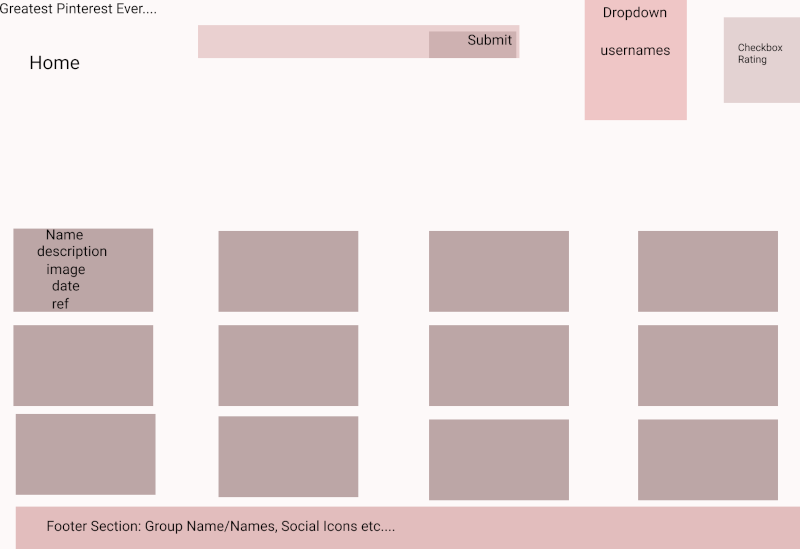 Greatest Pinterest Ever....
Home
Submit
Dropdown
usernames
Checkbox
Rating
Name
description
image
date
ref
Footer Section: Group Name/Names, Social Icons etc....